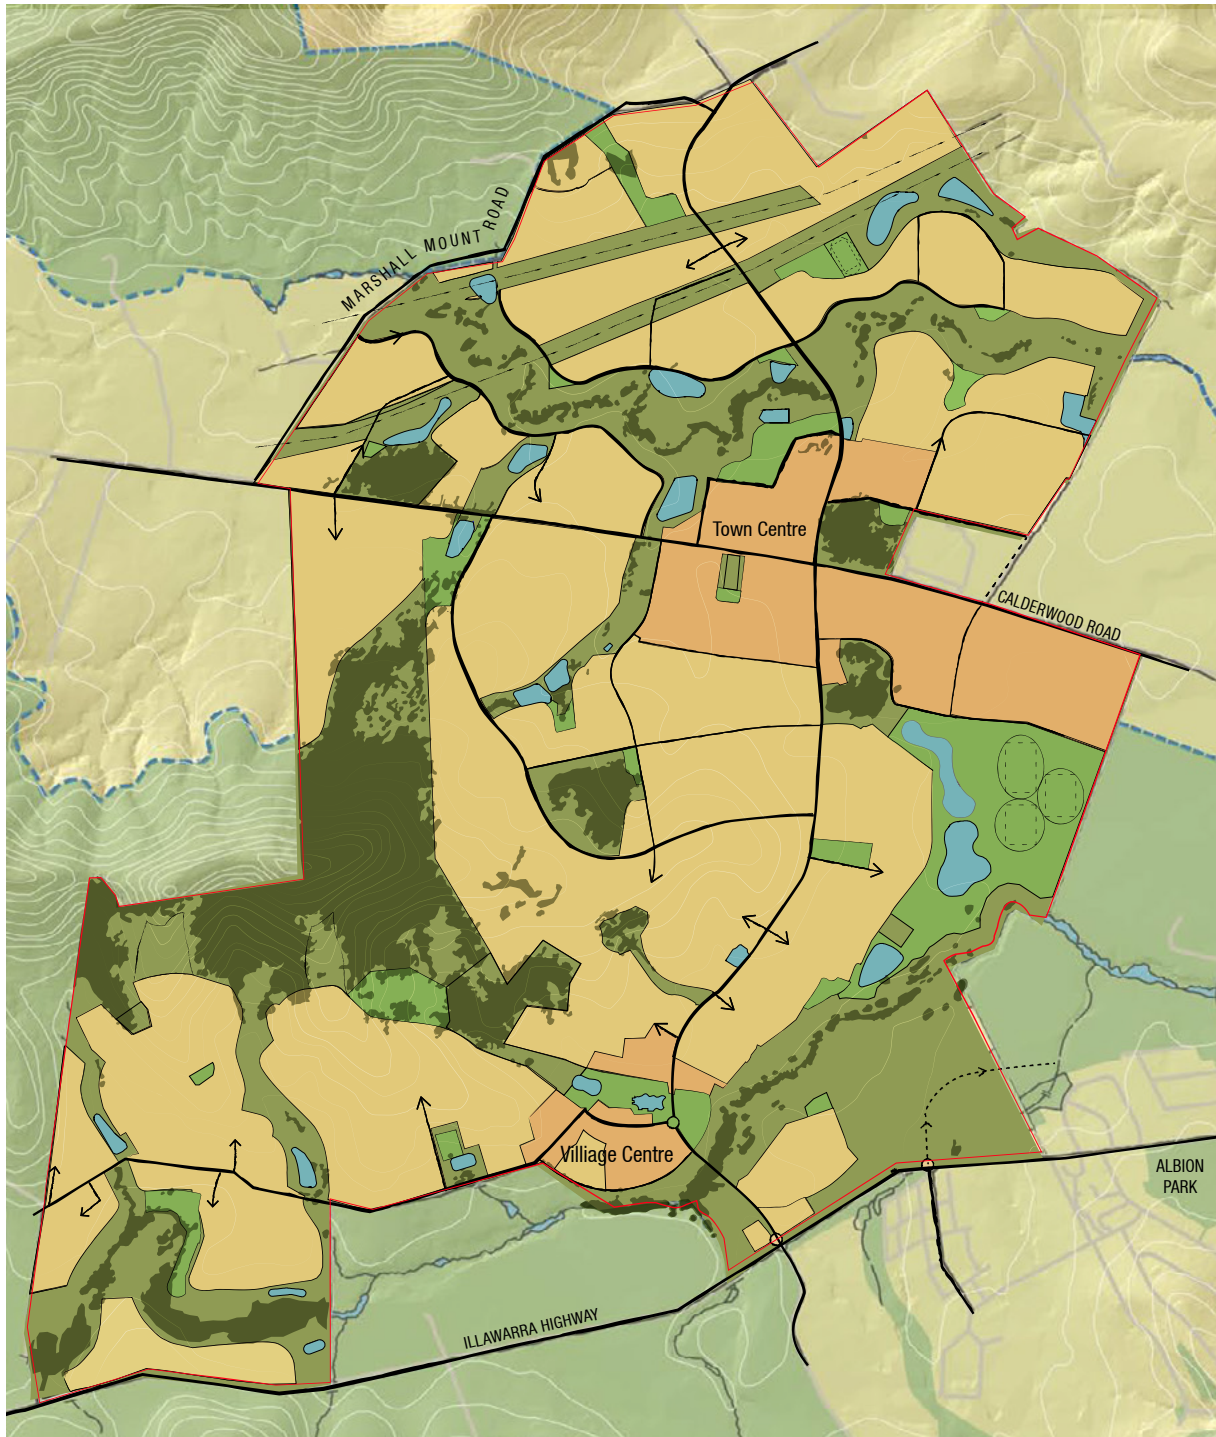 MARSHALL MOUNT ROAD
Town Centre
CALDERWOOD ROAD
Villiage Centre
ALBION
PARK
ILLAWARRA HIGHWAY